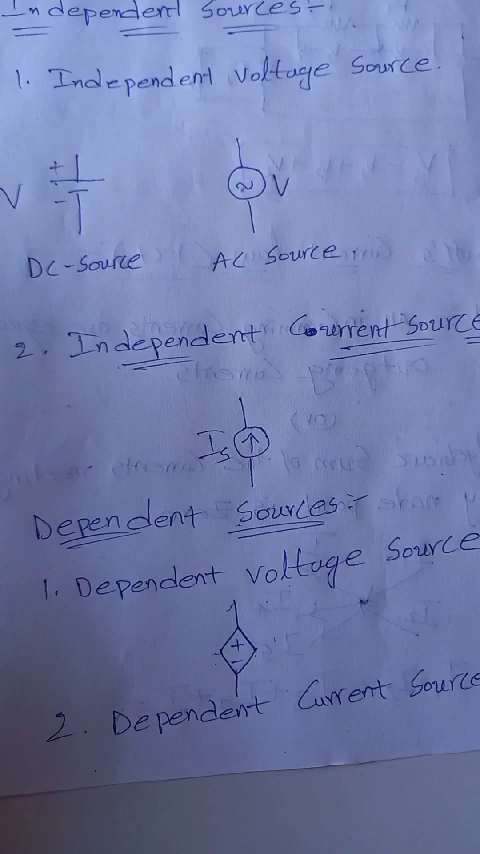 Independent Sources:-
1. Independent Voltage Source.
+
V
-
~ V
DC-Source
AC Source.
2. Independent Current Source
Is
Dependent Sources:-
1. Dependent Voltage Source
+
-
2. Dependent Current Source